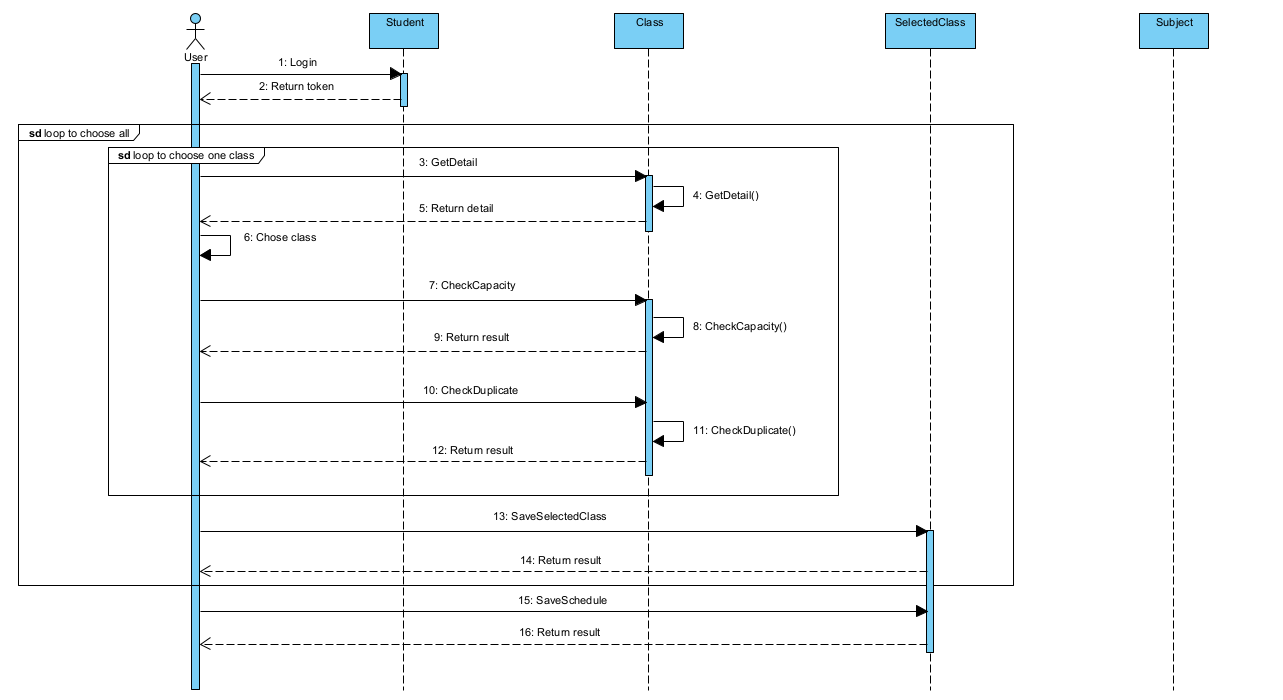 Student
Class
SelectedClass
Subject
User
1: Login
2: Return token
sd loop to choose all
sd loop to choose one class
3: GetDetail
4: GetDetail()
5: Return detail
6: Chose class
7: CheckCapacity
8: CheckCapacity()
9: Return result
10: CheckDuplicate
11: CheckDuplicate()
12: Return result
13: SaveSelectedClass
14: Return result
15: SaveSchedule
16: Return result